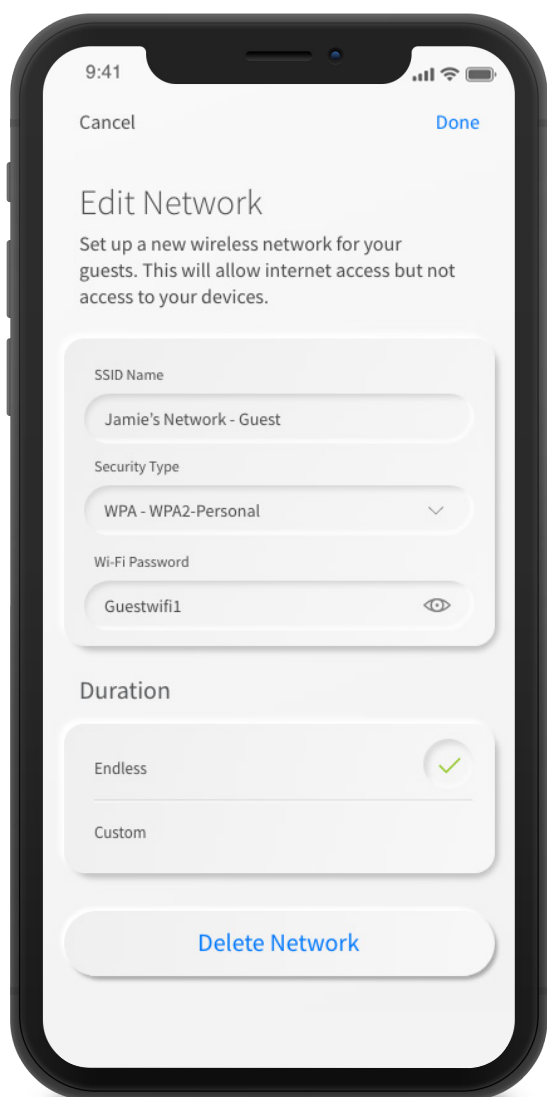 9:41
Cancel
Done
Edit Network
Set up a new wireless network for your
guests. This will allow internet access but not
access to your devices.
SSID Name
Jamie’s Network - Guest
Security Type
WPA - WPA2-Personal
Wi-Fi Password
Guestwifi1
Duration
Endless
Custom
Delete Network